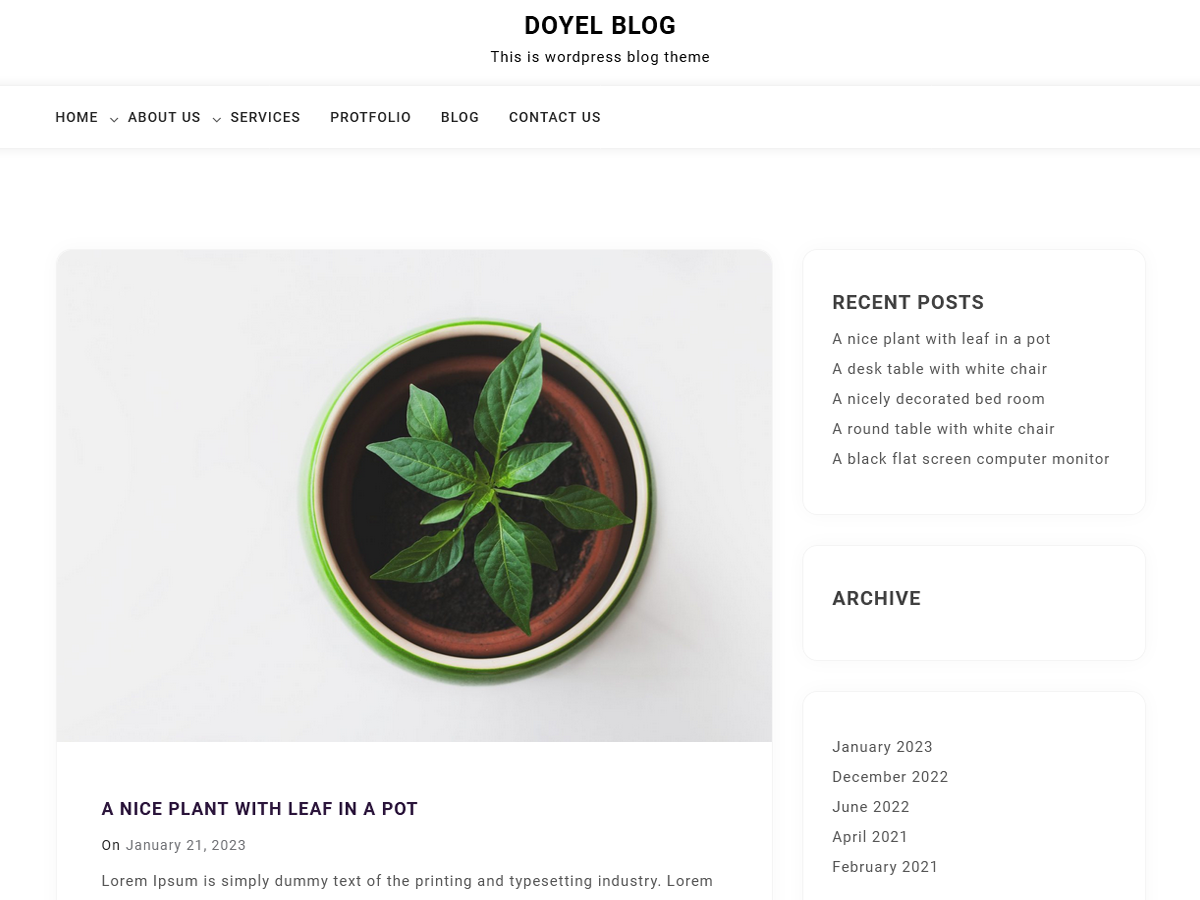 DOYEL BLOG
This is wordpress blog theme
HOME ABOUT US SERVICES PROTFOLIO BLOG CONTACT US
A NICE PLANT WITH LEAF IN A POT
On January 21, 2023
Lorem Ipsum is simply dummy text of the printing and typesetting industry. Lorem
RECENT POSTS
A nice plant with leaf in a pot
A desk table with white chair
A nicely decorated bed room
A round table with white chair
A black flat screen computer monitor
ARCHIVE
January 2023
December 2022
June 2022
April 2021
February 2021